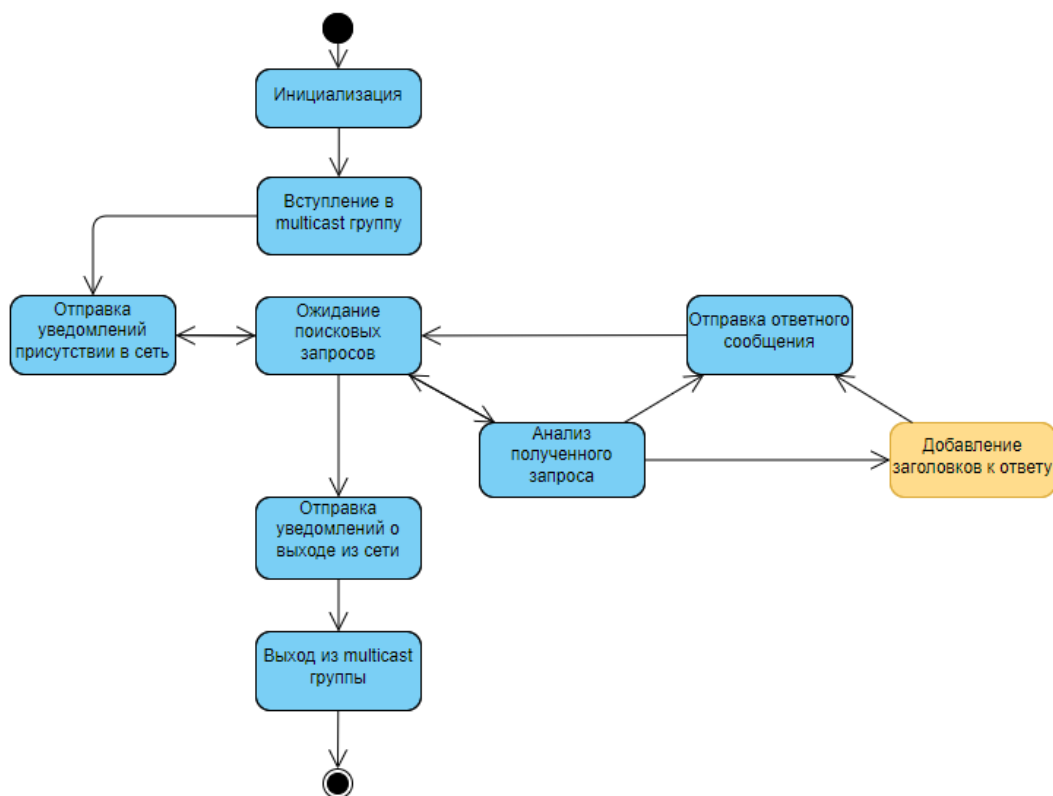 Инициализация
Вступление в
multicast группу
Отправка
уведомлений
присутствии в сеть
Ожидание
поисковых
запросов
Отправка ответного
сообщения
Анализ
полученного
запроса
Добавление
заголовков к ответу
Отправка
уведомлений о
выходе из сети
Выход из multicast
группы